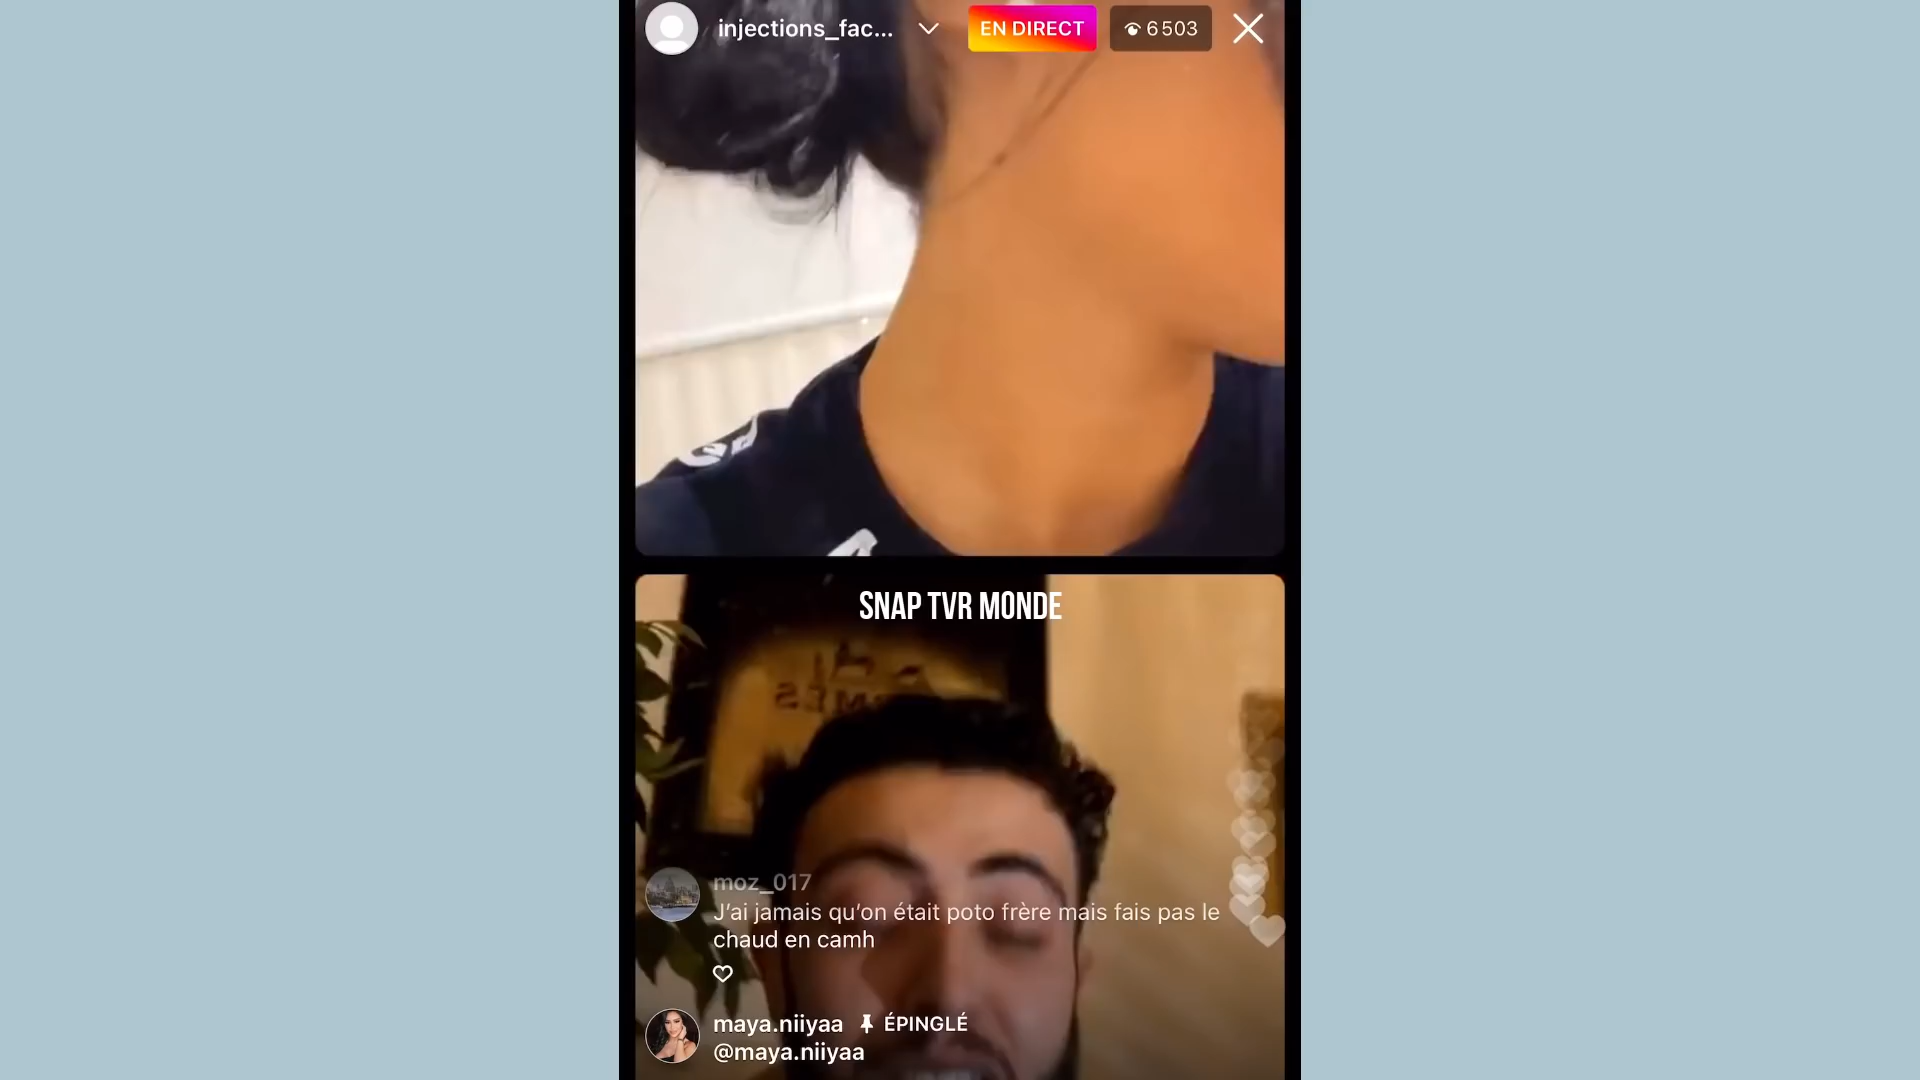 injections_fac...
EN DIRECT
6 503
SNAP TVR MONDE
moz_017
J'ai jamais qu'on était poto frère mais fais pas le
chaud en camh
maya.niiyaa ÉPINGLÉ
@maya.niiyaa